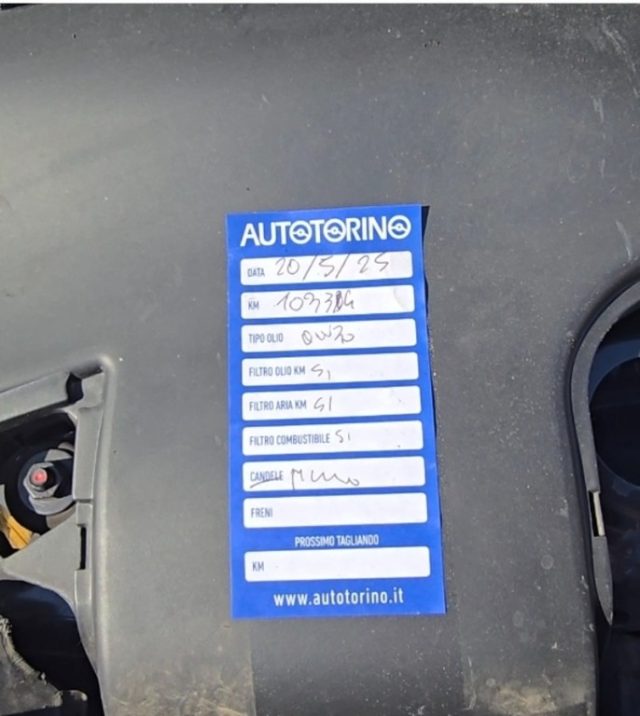 AUTOTORINO
DATA 20/5/25
KM
TIPO OLIO 0W30
FILTRO OLIO KM SI
FILTRO ARIA KM SI
FILTRO COMBUSTIBILE SI
CANDELE
FRENI
PROSSIMO TAGLIANDO
KM
www.autotorino.it